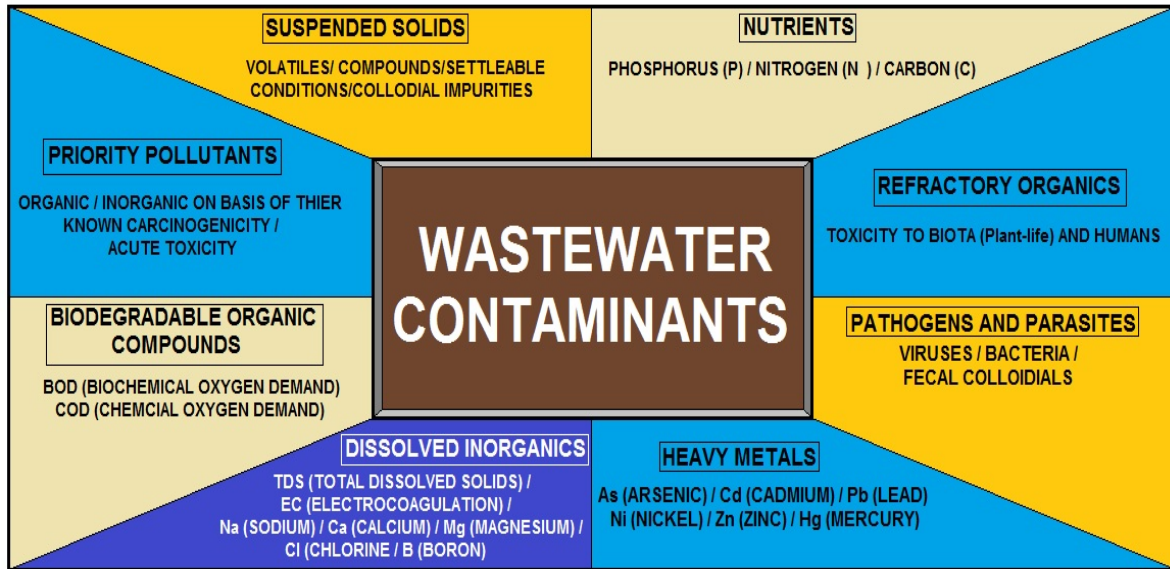 SUSPENDED SOLIDS
VOLATILES/ COMPOUNDS/SETTLEABLE
CONDITIONS/COLLODIAL IMPURITIES
NUTRIENTS
PHOSPHORUS (P) / NITROGEN (N ) / CARBON (C)
PRIORITY POLLUTANTS
ORGANIC / INORGANIC ON BASIS OF THIER
KNOWN CARCINOGENICITY /
ACUTE TOXICITY
REFRACTORY ORGANICS
TOXICITY TO BIOTA (Plant-life) AND HUMANS
WASTEWATER
CONTAMINANTS
BIODEGRADABLE ORGANIC
COMPOUNDS
BOD (BIOCHEMICAL OXYGEN DEMAND)
COD (CHEMCIAL OXYGEN DEMAND)
PATHOGENS AND PARASITES
VIRUSES / BACTERIA /
FECAL COLLOIDIALS
DISSOLVED INORGANICS
TDS (TOTAL DISSOLVED SOLIDS) /
EC (ELECTROCOAGULATION) /
Na (SODIUM) / Ca (CALCIUM) / Mg (MAGNESIUM) /
Cl (CHLORINE / B (BORON)
HEAVY METALS
As (ARSENIC) / Cd (CADMIUM) / Pb (LEAD)
Ni (NICKEL) / Zn (ZINC) / Hg (MERCURY)